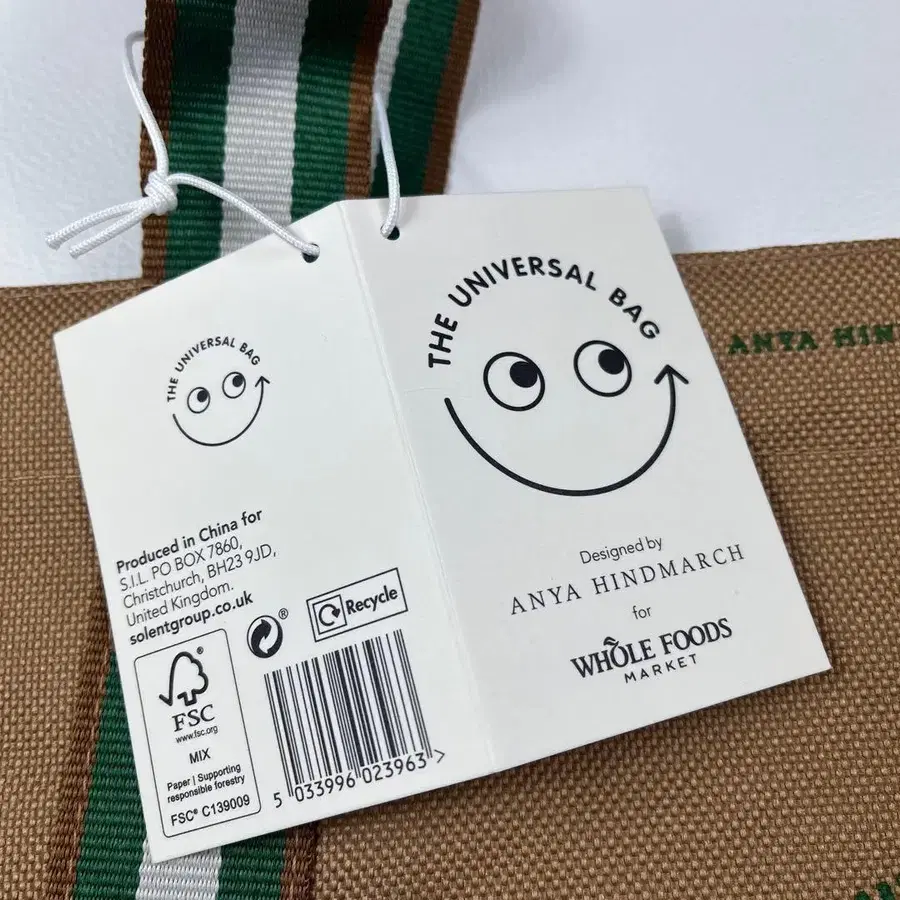 THE UNIVERSAL BAG
Produced in China for
S.I.L. PO BOX 7860,
Christchurch, BH23 9JD,
United Kingdom.
solentgroup.co.uk
®
Recycle
FSC
®
www.fsc.org
MIX
Paper | Supporting
responsible forestry
FSC® C139009
5 033996 023963 >
THE UNIVERSAL BAG
Designed by
ANYA HINDMARCH
for
WHOLE FOODS
MARKET
ANYA HIN